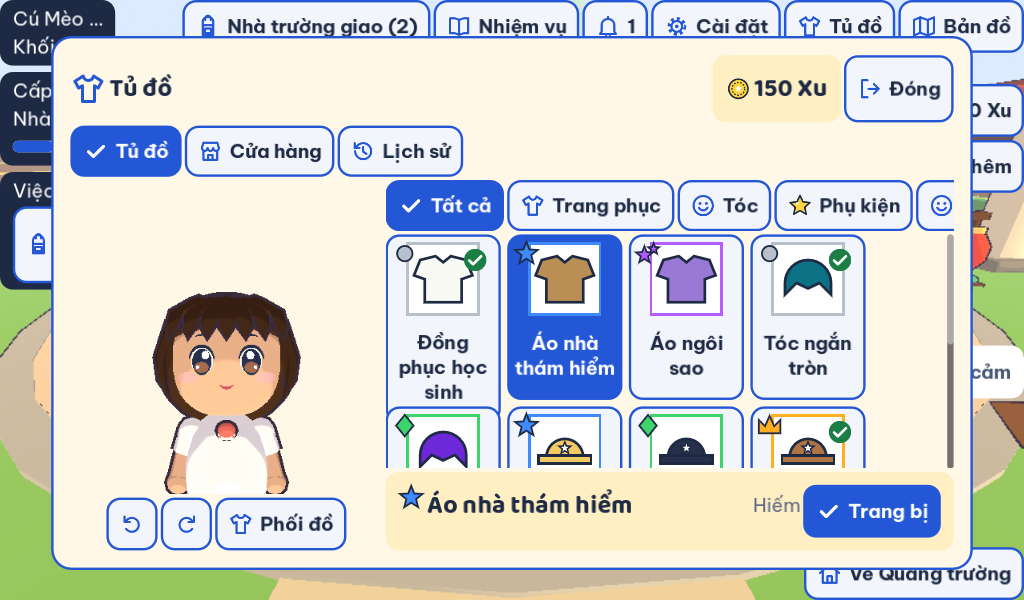 Cú Mèo ...
Khối
Nhà trường giao (2)
Nhiệm vụ
1
Cài đặt
Tủ đồ
Bản đồ
Cấp
Nhà
Việc
Tủ đồ
150 Xu
Đóng
0 Xu
Tủ đồ
Cửa hàng
Lịch sử
hêm
Tất cả
Trang phục
Tóc
Phụ kiện
Đồng
phục học
sinh
Áo nhà
thám hiểm
Áo ngôi
sao
Tóc ngắn
tròn
cảm
Áo nhà thám hiểm
Hiếm
Trang bị
Phối đồ
Về Quảng trường